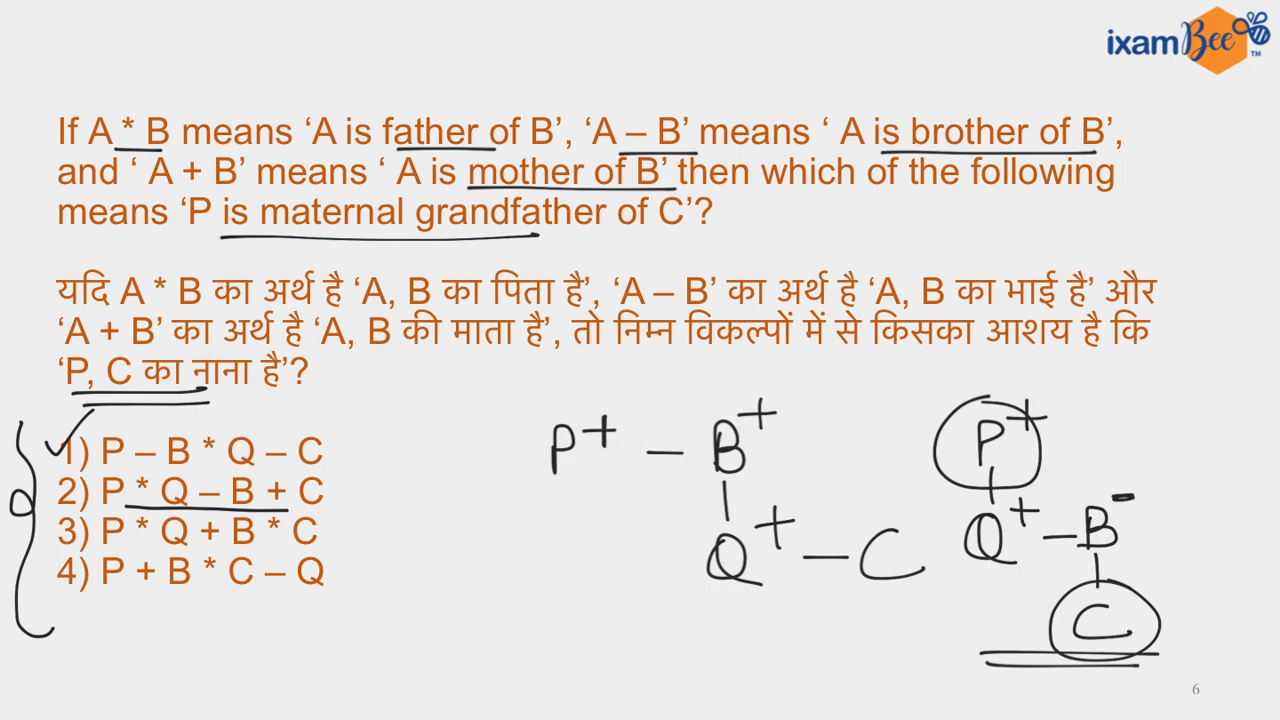 ixamBee™
If A * B means ‘A is father of B’, ‘A – B’ means ‘ A is brother of B’,
and ‘ A + B’ means ‘ A is mother of B’ then which of the following
means ‘P is maternal grandfather of C’?
यदि A * B का अर्थ है ‘A, B का पिता है’, ‘A – B’ का अर्थ है ‘A, B का भाई है’ और
‘A + B’ का अर्थ है ‘A, B की माता है’, तो निम्न विकल्पों में से किसका आशय है कि
‘P, C का नाना है’?
1) P – B * Q – C
2) P * Q – B + C
3) P * Q + B * C
4) P + B * C – Q
P+ – B+
Q+ – C
P+
Q+ – B-
C
6